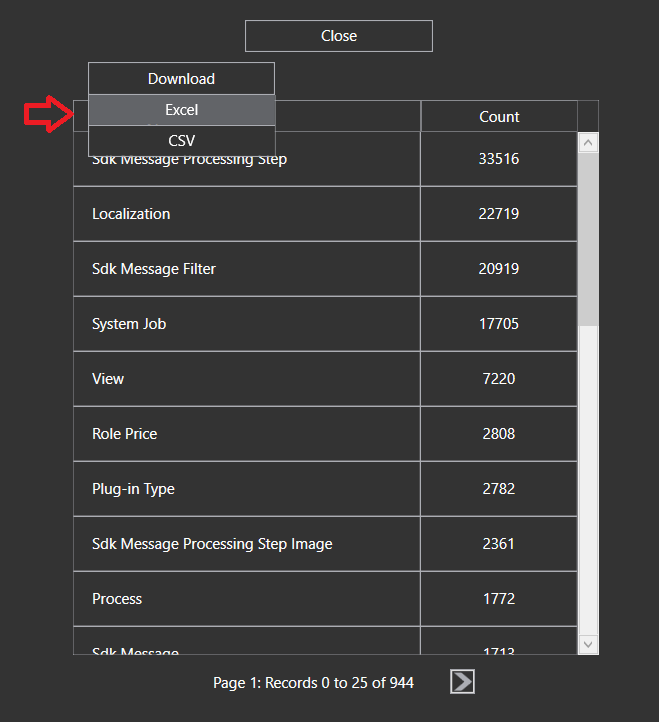 Close
Download
Excel
CSV
Count
Sdk Message Processing Step 33516
Localization 22719
Sdk Message Filter 20919
System Job 17705
View 7220
Role Price 2808
Plug-in Type 2782
Sdk Message Processing Step Image 2361
Process 1772
Sdk Message 1713
Page 1: Records 0 to 25 of 944